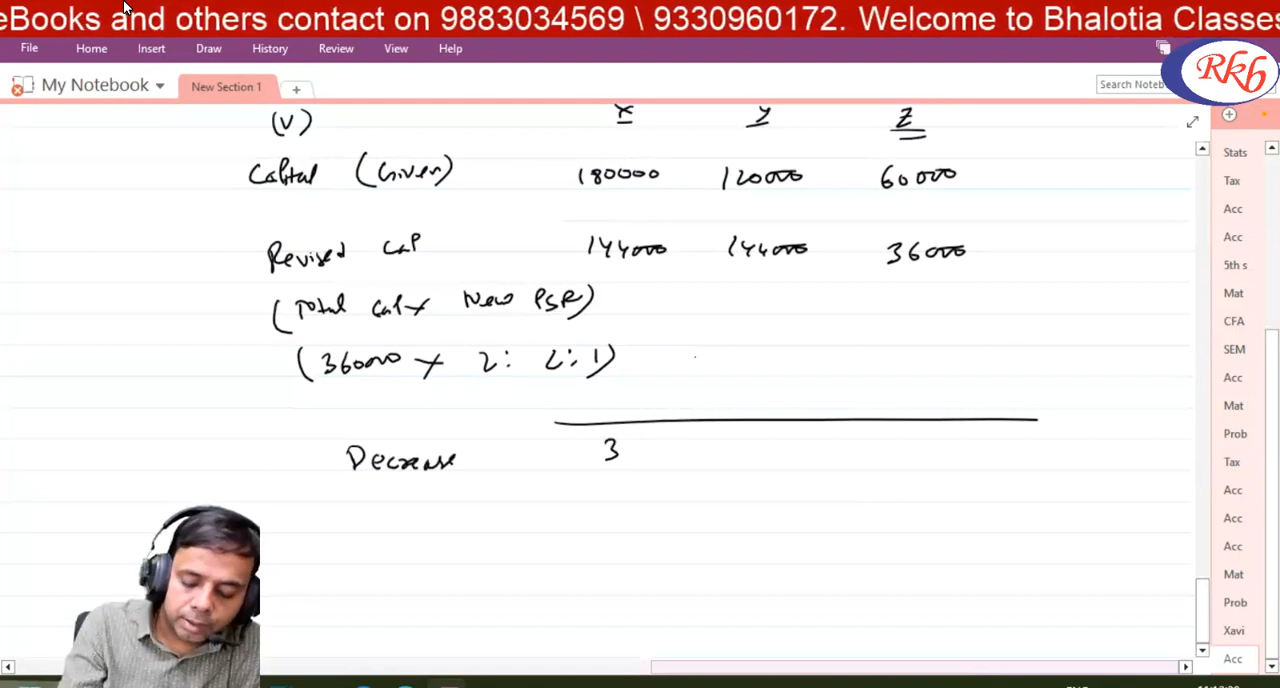 eBooks and others contact on 9883034569 \ 9330960172. Welcome to Bhalotia Classes
File Home Insert Draw History Review View Help
Rkb
My Notebook New Section 1 + Search Noteb
(V) X Y Z
Capital (Given) 180000 120000 60000
Revised Cap 144000 144000 36000
(Total Cap x New PSR)
(360000 x 2: 2: 1)
Decrease 3
Stats
Tax
Acc
Acc
5th s
Mat
CFA
SEM
Acc
Mat
Prob
Tax
Acc
Acc
Acc
Mat
Prob
Xavi
Acc